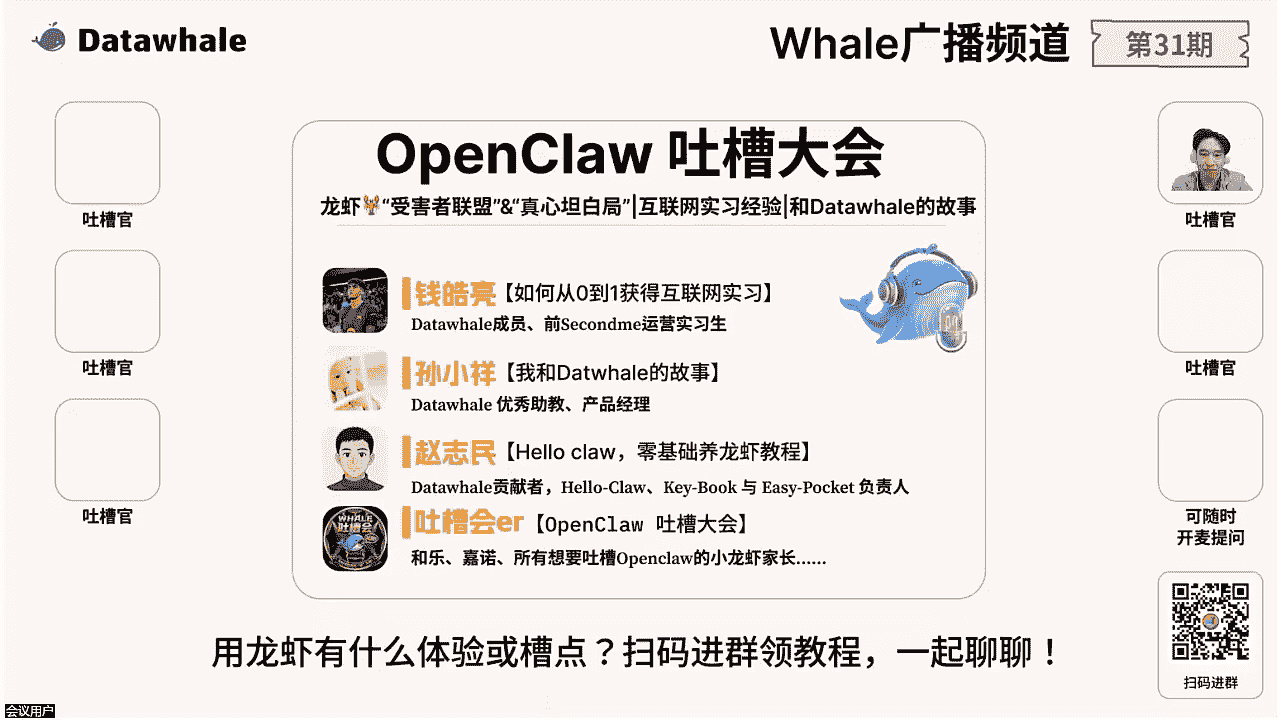 Datawhale
Whale广播频道
第31期
OpenClaw 吐槽大会
龙虾🦞“受害者联盟”&“真心坦白局”|互联网实习经验|和Datawhale的故事
钱皓亮【如何从0到1获得互联网实习】
Datawhale成员、前Secondme运营实习生
孙小祥【我和Datwhale的故事】
Datawhale 优秀助教、产品经理
赵志民【Hello claw，零基础养龙虾教程】
Datawhale贡献者，Hello-Claw、Key-Book 与 Easy-Pocket 负责人
WHALE
吐槽会
吐槽会er【OpenClaw 吐槽大会】
和乐、嘉诺、所有想要吐槽Openclaw的小龙虾家长......
吐槽官
吐槽官
吐槽官
吐槽官
吐槽官
可随时
开麦提问
扫码进群
用龙虾有什么体验或槽点？扫码进群领教程，一起聊聊！
会议用户